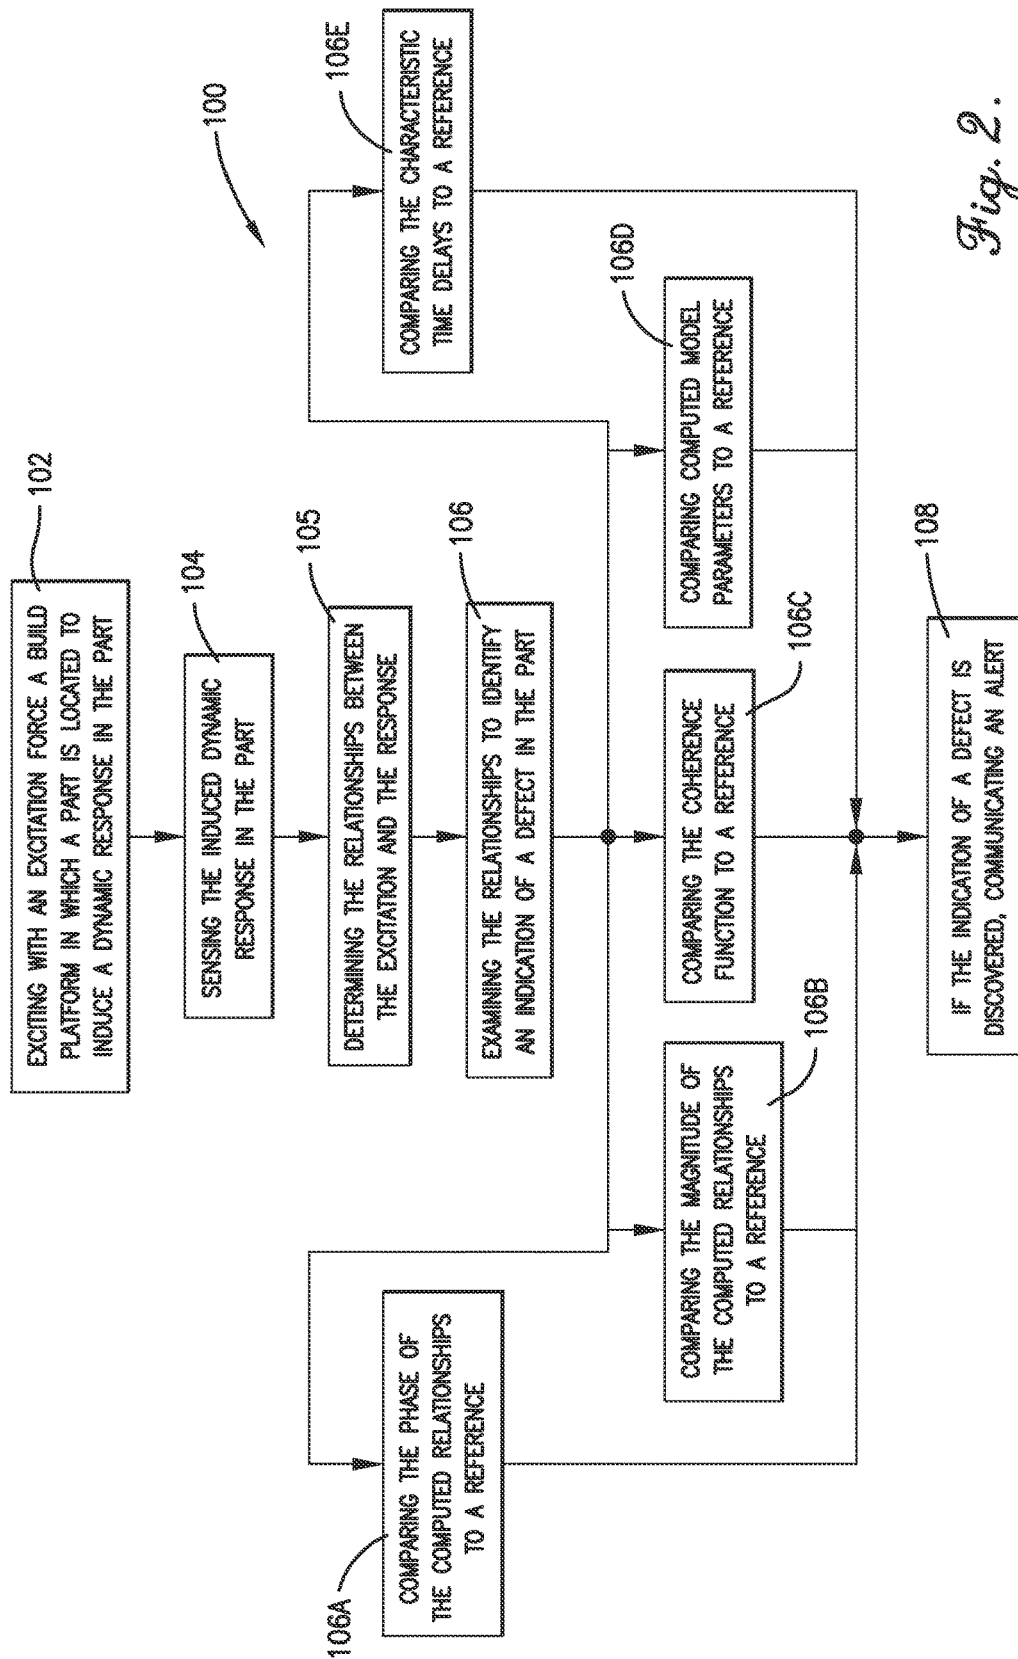 100
102
EXCITING WITH AN EXCITATION FORCE A BUILD
PLATFORM IN WHICH A PART IS LOCATED TO
INDUCE A DYNAMIC RESPONSE IN THE PART
104
SENSING THE INDUCED DYNAMIC
RESPONSE IN THE PART
105
DETERMINING THE RELATIONSHIPS BETWEEN
THE EXCITATION AND THE RESPONSE
106
EXAMINING THE RELATIONSHIPS TO IDENTIFY
AN INDICATION OF A DEFECT IN THE PART
106A
COMPARING THE PHASE OF
THE COMPUTED RELATIONSHIPS
TO A REFERENCE
106B
COMPARING THE MAGNITUDE OF
THE COMPUTED RELATIONSHIPS
TO A REFERENCE
106C
COMPARING THE COHERENCE
FUNCTION TO A REFERENCE
106D
COMPARING COMPUTED MODEL
PARAMETERS TO A REFERENCE
106E
COMPARING THE CHARACTERISTIC
TIME DELAYS TO A REFERENCE
108
IF THE INDICATION OF A DEFECT IS
DISCOVERED, COMMUNICATING AN ALERT
Fig. 2.